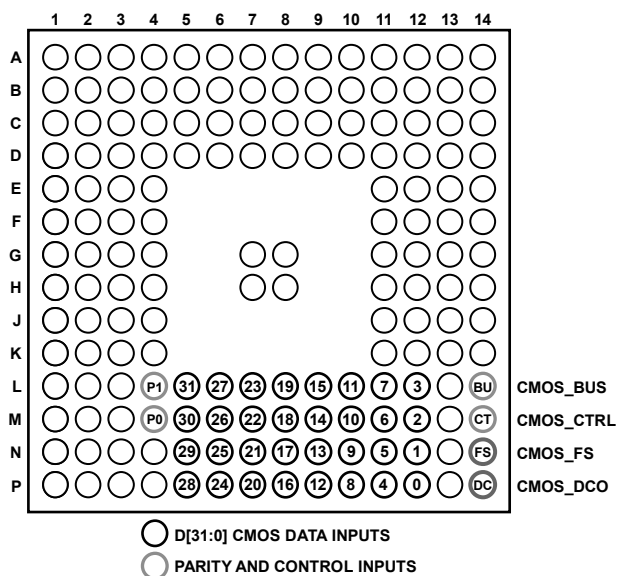 1 2 3 4 5 6 7 8 9 10 11 12 13 14
A
B
C
D
E
F
G
H
J
K
L P1 31 27 23 19 15 11 7 3 BU CMOS_BUS
M P0 30 26 22 18 14 10 6 2 CT CMOS_CTRL
N 29 25 21 17 13 9 5 1 FS CMOS_FS
P 28 24 20 16 12 8 4 0 DC CMOS_DCO
D[31:0] CMOS DATA INPUTS
PARITY AND CONTROL INPUTS